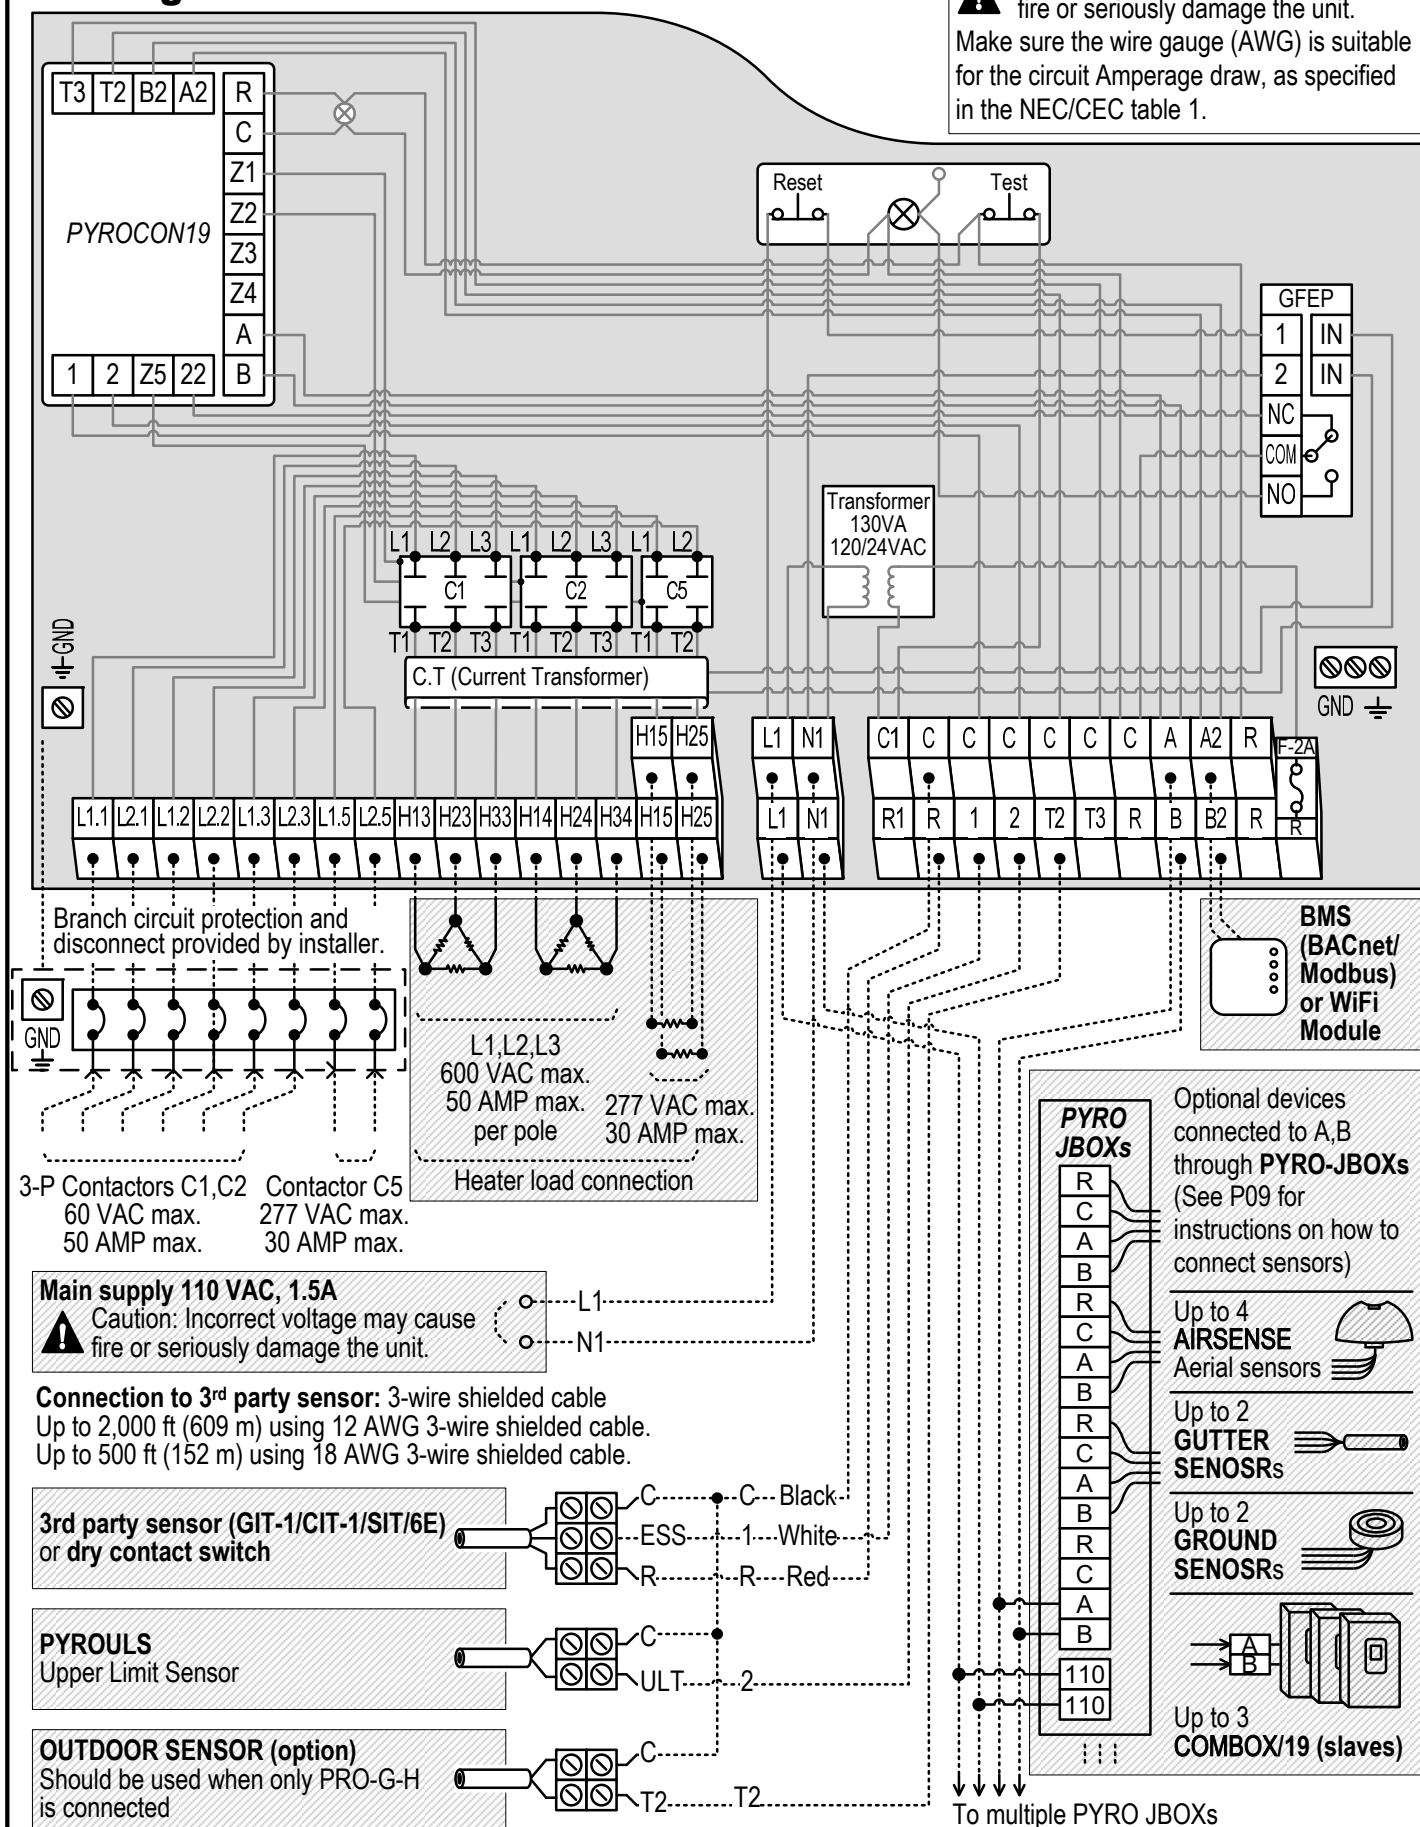 fire or seriously damage the unit.
Make sure the wire gauge (AWG) is suitable
for the circuit Amperage draw, as specified
in the NEC/CEC table 1.
T3 T2 B2 A2
R
C
Z1
Z2
Z3
Z4
A
B
PYROCON19
1 2 Z5 22
Reset
Test
GFEP
1 IN
2 IN
NC
COM
NO
Transformer
130VA
120/24VAC
L1 L2 L3 L1 L2 L3 L1 L2
C1 C2 C5
T1 T2 T3 T1 T2 T3 T1 T2
C.T (Current Transformer)
GND
GND
H15 H25 L1 N1 C1 C C C C C C A A2 R F-2A
L1.1 L2.1 L1.2 L2.2 L1.3 L2.3 L1.5 L2.5 H13 H23 H33 H14 H24 H34 H15 H25 L1 N1 R1 R 1 2 T2 T3 R B B2 R R
Branch circuit protection and
disconnect provided by installer.
GND
L1,L2,L3
600 VAC max.
50 AMP max.
per pole
277 VAC max.
30 AMP max.
Heater load connection
3-P Contactors C1,C2
60 VAC max.
50 AMP max.
Contactor C5
277 VAC max.
30 AMP max.
BMS
(BACnet/
Modbus)
or WiFi
Module
Main supply 110 VAC, 1.5A
Caution: Incorrect voltage may cause
fire or seriously damage the unit.
L1
N1
Connection to 3rd party sensor: 3-wire shielded cable
Up to 2,000 ft (609 m) using 12 AWG 3-wire shielded cable.
Up to 500 ft (152 m) using 18 AWG 3-wire shielded cable.
3rd party sensor (GIT-1/CIT-1/SIT/6E)
or dry contact switch
C C Black
ESS 1 White
R R Red
PYROULS
Upper Limit Sensor
C
ULT 2
OUTDOOR SENSOR (option)
Should be used when only PRO-G-H
is connected
C
T2 T2
PYRO
JBOXs
R
C
A
B
R
C
A
B
R
C
A
B
R
C
A
B
110
110
Optional devices
connected to A,B
through PYRO-JBOXs
(See P09 for
instructions on how to
connect sensors)
Up to 4
AIRSENSE
Aerial sensors
Up to 2
GUTTER
SENOSRs
Up to 2
GROUND
SENOSRs
A
B
Up to 3
COMBOX/19 (slaves)
To multiple PYRO JBOXs